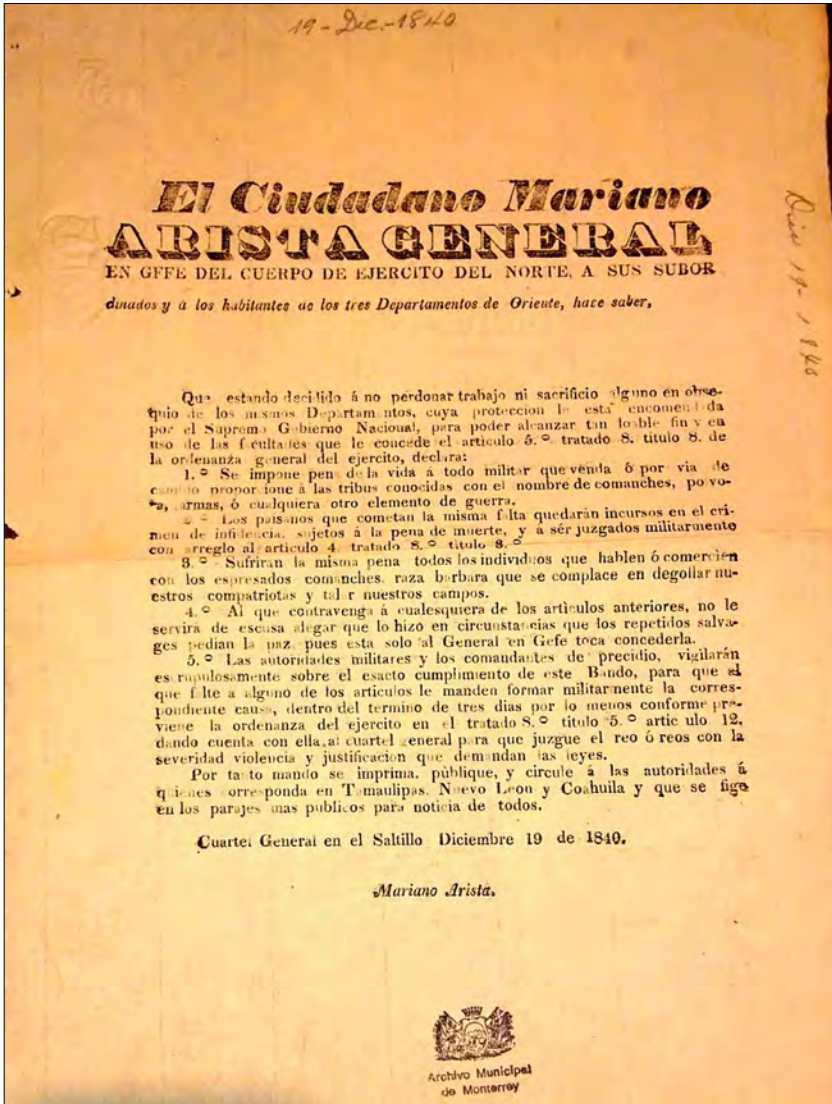 19-Dic.-1840
El Ciudadano Mariano
ARISTA GENERAL
EN GEFE DEL CUERPO DE EJERCITO DEL NORTE, A SUS SUBOR
dinados y á los habitantes de los tres Departamentos de Oriente, hace saber,
Dic 19-1840
Que estando decidido á no perdonar trabajo ni sacrificio alguno en obse-
quio de los mismos Departamentos, cuya proteccion le está encomendada
por el Supremo Gobierno Nacional, para poder alcanzar tan loable fin y en
uso de las facultades que le concede el articulo 5.º tratado 8. titulo 8. de
la ordenanza general del ejercito, declara:
1.º Se impone pena de la vida á todo militar que venda ó por via de
cambio proporcione á las tribus conocidas con el nombre de comanches, polvo-
ra, armas, ó cualquiera otro elemento de guerra.
2.º Los paisanos que cometan la misma falta quedarán incursos en el cri-
men de infidencia, sujetos á la pena de muerte, y á sér juzgados militarmente
con arreglo al articulo 4. tratado 8.º titulo 8.º
3.º Sufriran la misma pena todos los individuos que hablen ó comercien
con los espresados comanches, raza barbara que se complace en degollar nu-
estros compatriotas y talar nuestros campos.
4.º Al que contravenga á cualesquiera de los artìculos anteriores, no le
servira de escusa alegar que lo hizo en circunstancias que los repetidos salva-
ges pedian la paz, pues esta solo al General en Gefe toca concederla.
5.º Las autoridades militares y los comandantes de precidio, vigilarán
escrupulosamente sobre el esacto cumplimiento de este Bando, para que al
que falte a alguno de los articulos le manden formar militarmente la corres-
pondiente causa, dentro del termino de tres dias por lo menos conforme pre-
viene la ordenanza del ejercito en el tratado 8.º titulo 5.º articulo 12.
dando cuenta con ella, al cuartel general para que juzgue el reo ó reos con la
severidad violencia y justificacion que demandan las leyes.
Por tanto mando se imprima, pùblique, y circule á las autoridades á
quienes corresponda en Tamaulipas, Nuevo Leon y Coahuila y que se fige
en los parajes mas publicos para noticia de todos.
Cuartel General en el Saltillo Diciembre 19 de 1840.
Mariano Arista.
Archivo Municipal
de Monterrey